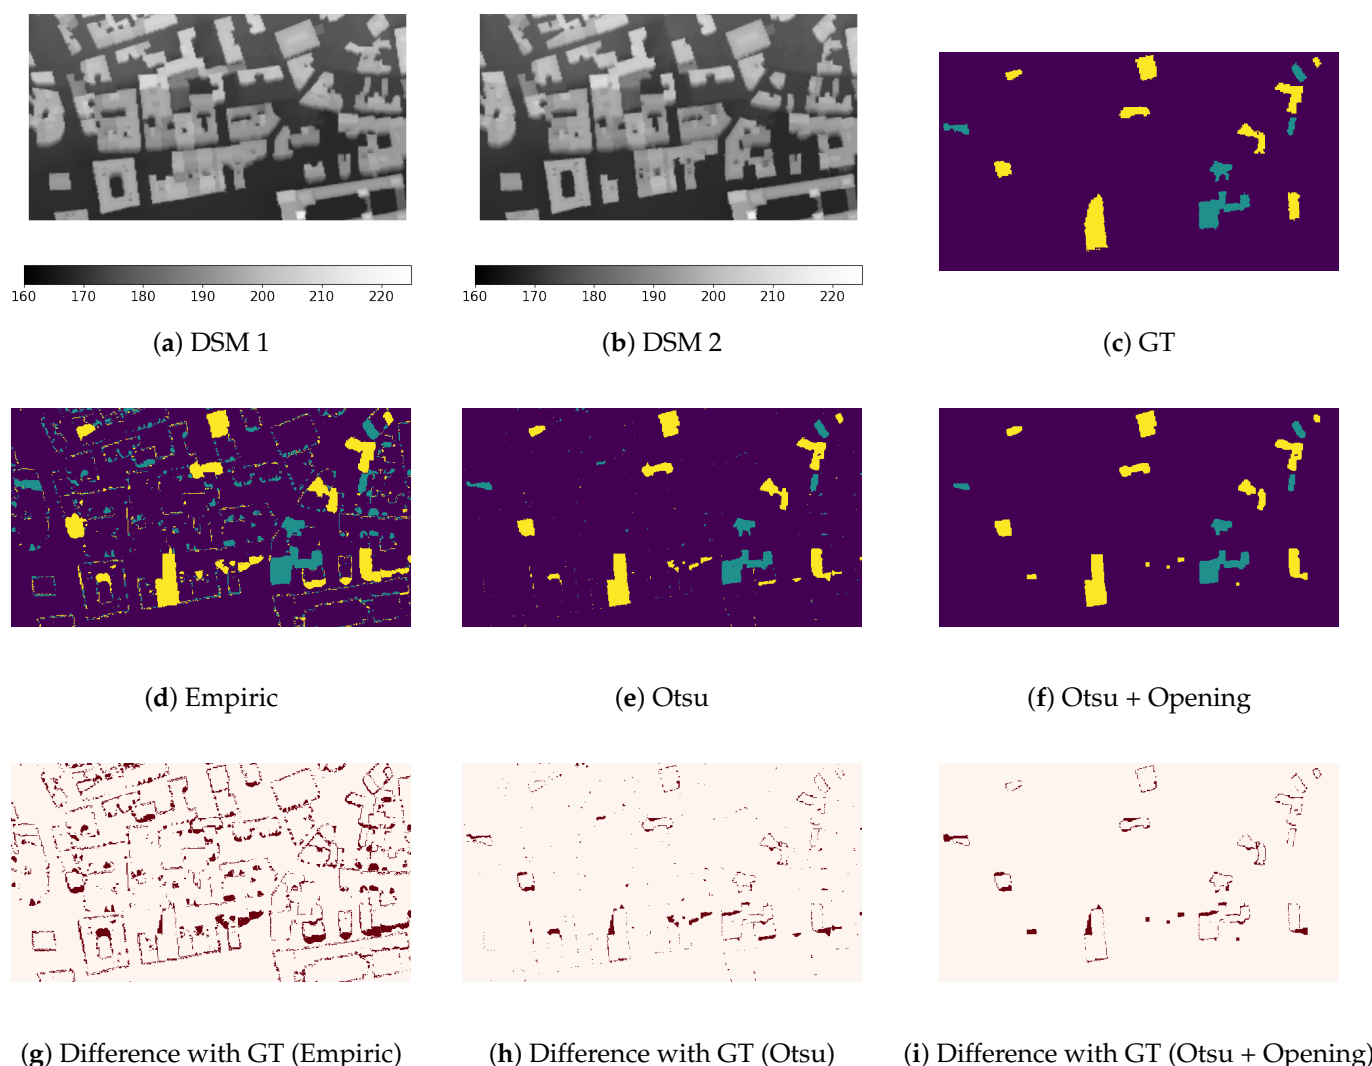 160 170 180 190 200 210 220
160 170 180 190 200 210 220
(a) DSM 1
(b) DSM 2
(c) GT
(d) Empiric
(e) Otsu
(f) Otsu + Opening
(g) Difference with GT (Empiric)
(h) Difference with GT (Otsu)
(i) Difference with GT (Otsu + Opening)